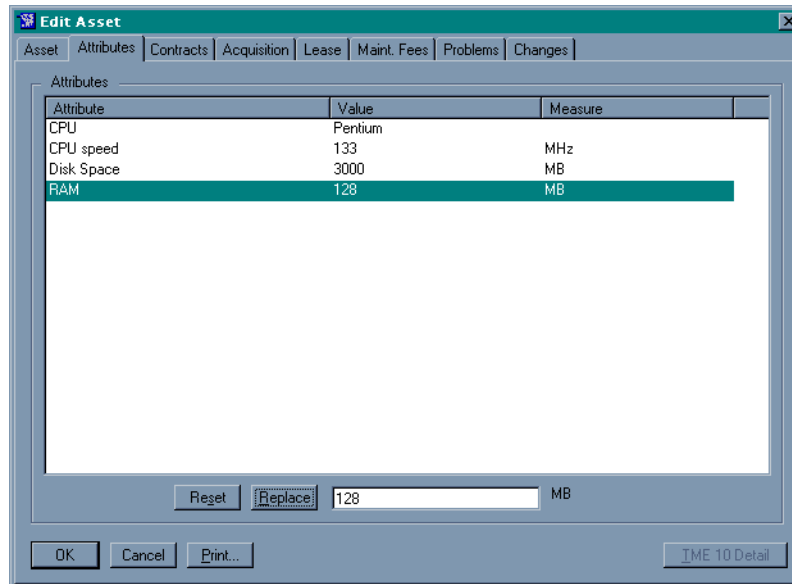 Edit Asset
Asset Attributes Contracts Acquisition Lease Maint. Fees Problems Changes
Attributes
Attribute Value Measure
CPU Pentium
CPU speed 133 MHz
Disk Space 3000 MB
RAM 128 MB
Reset Replace 128 MB
OK Cancel Print... TME 10 Detail